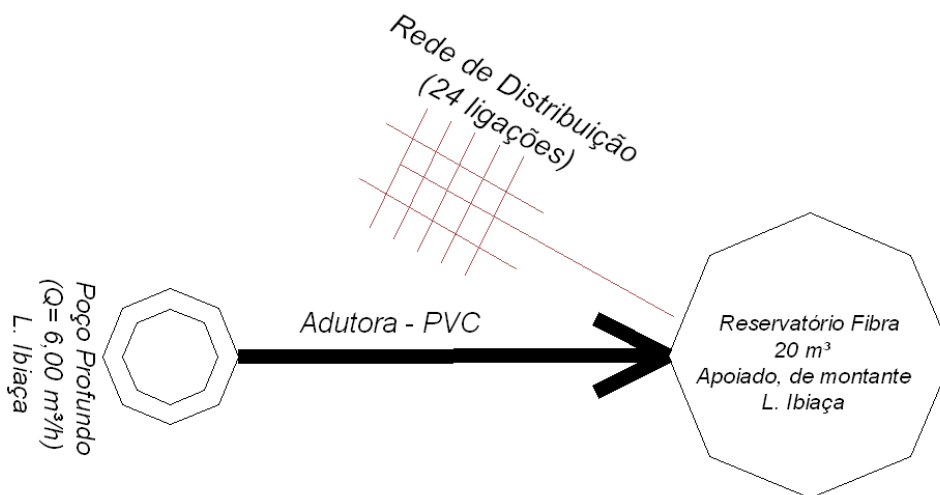 Rede de Distribuição
(24 ligações)
Poço Profundo
(Q= 6,00 m³/h)
L. Ibiaça
Adutora - PVC
Reservatório Fibra
20 m³
Apoiado, de montante
L. Ibiaça